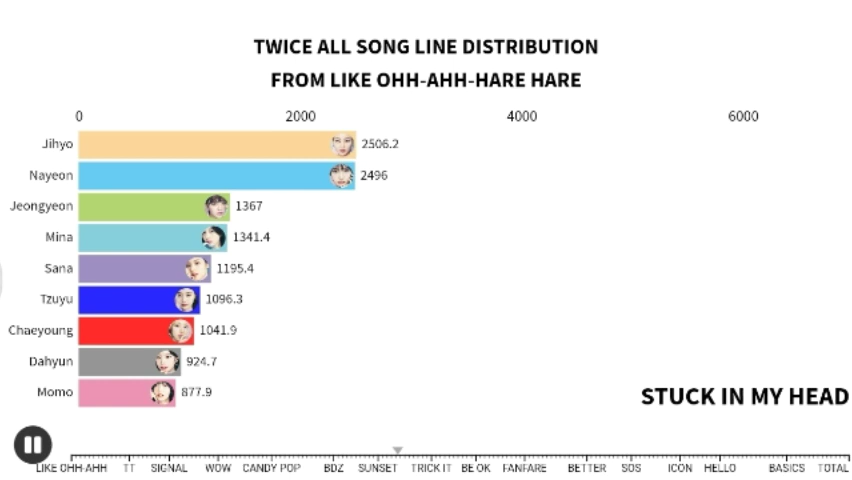 TWICE ALL SONG LINE DISTRIBUTION
FROM LIKE OHH-AHH-HARE HARE
0 2000 4000 6000
Jihyo 2506.2
Nayeon 2496
Jeongyeon 1367
Mina 1341.4
Sana 1195.4
Tzuyu 1096.3
Chaeyoung 1041.9
Dahyun 924.7
Momo 877.9
STUCK IN MY HEAD
LIKE OHH-AHH TT SIGNAL WOW CANDY POP BDZ SUNSET TRICK IT BE OK FANFARE BETTER SOS ICON HELLO BASICS TOTAL